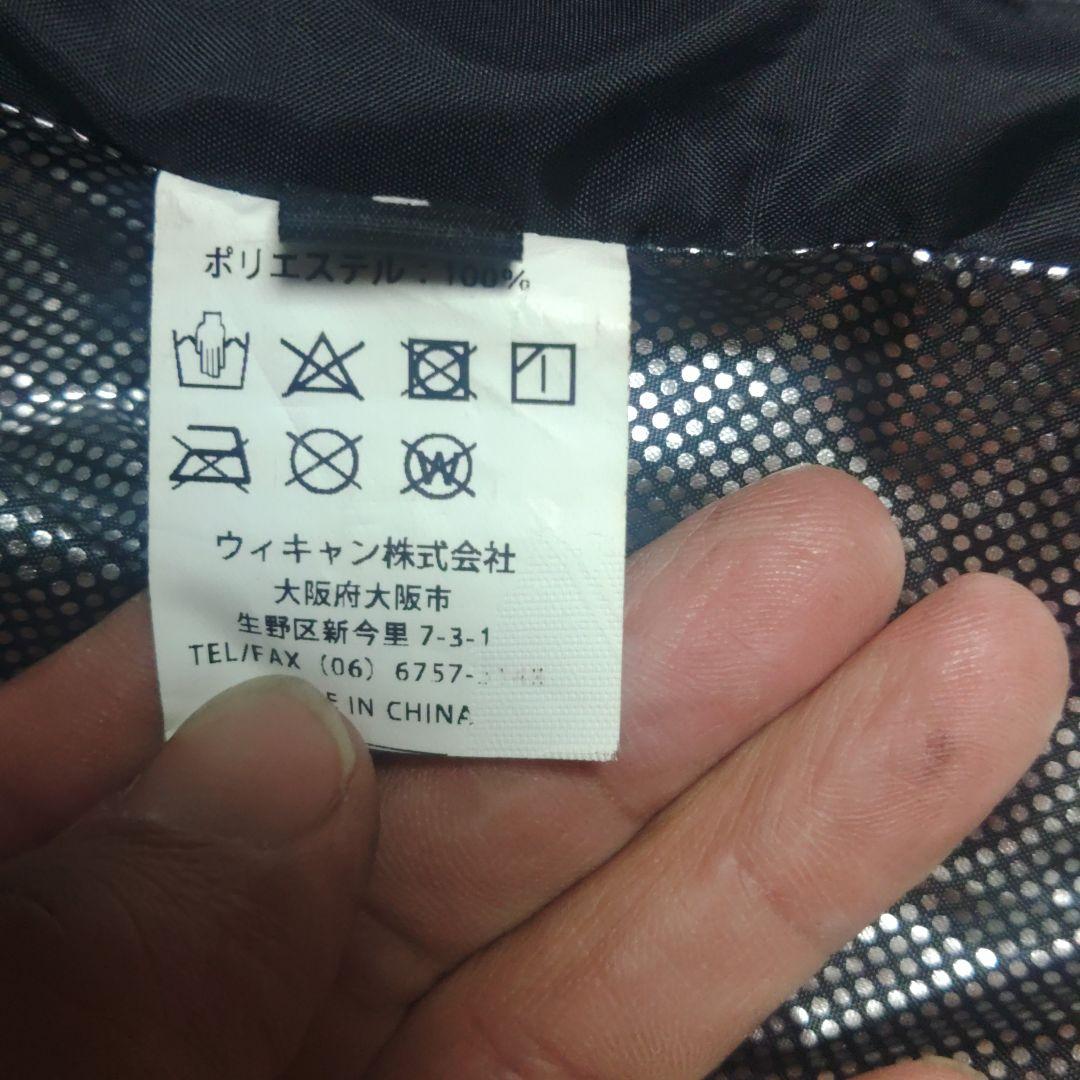 ポリエステル：100%
W
ウィキャン株式会社
大阪府大阪市
生野区新今里 7-3-1
TEL/FAX (06) 6757-
IN CHINA